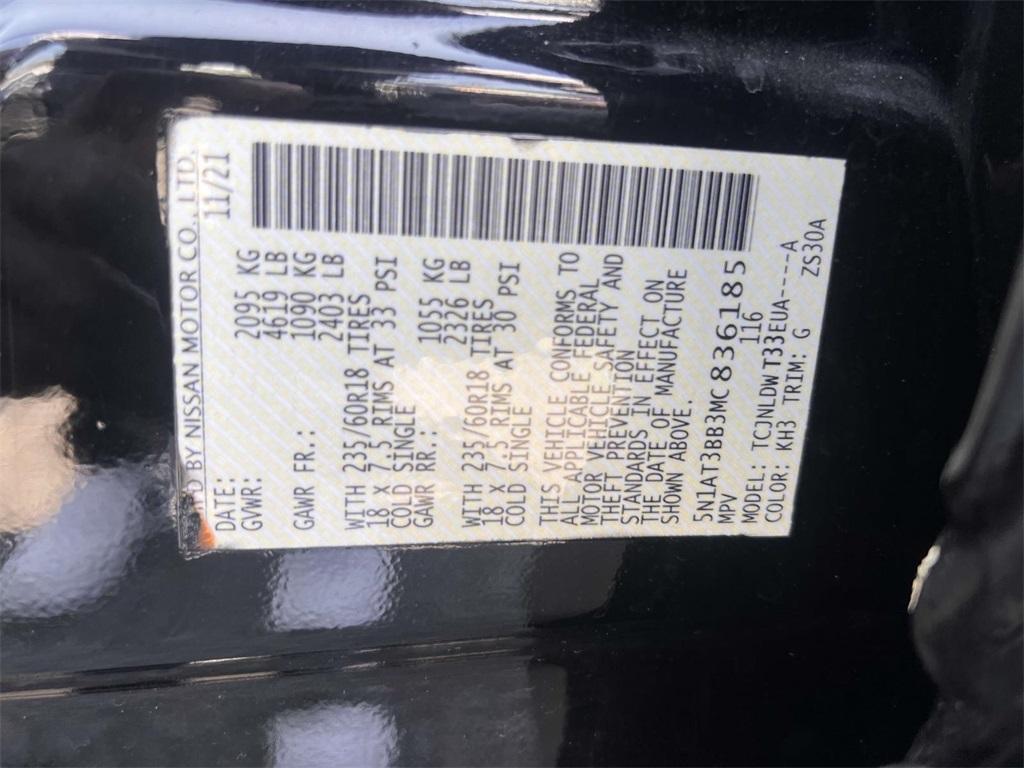 MFD BY NISSAN MOTOR CO., LTD.
DATE: 11/21
GVWR: 2095 KG
4619 LB
GAWR FR.: 1090 KG
2403 LB
WITH 235/60R18 TIRES
18 X 7.5 RIMS AT 33 PSI
COLD SINGLE
GAWR RR.: 1055 KG
2326 LB
WITH 235/60R18 TIRES
18 X 7.5 RIMS AT 30 PSI
COLD SINGLE
THIS VEHICLE CONFORMS TO
ALL APPLICABLE FEDERAL
MOTOR VEHICLE SAFETY AND
THEFT PREVENTION
STANDARDS IN EFFECT ON
THE DATE OF MANUFACTURE
SHOWN ABOVE.
5N1AT3BB3MC836185
MPV 116
MODEL: TCJNLDWT33EUA----A
COLOR: KH3 TRIM: G ZS30A